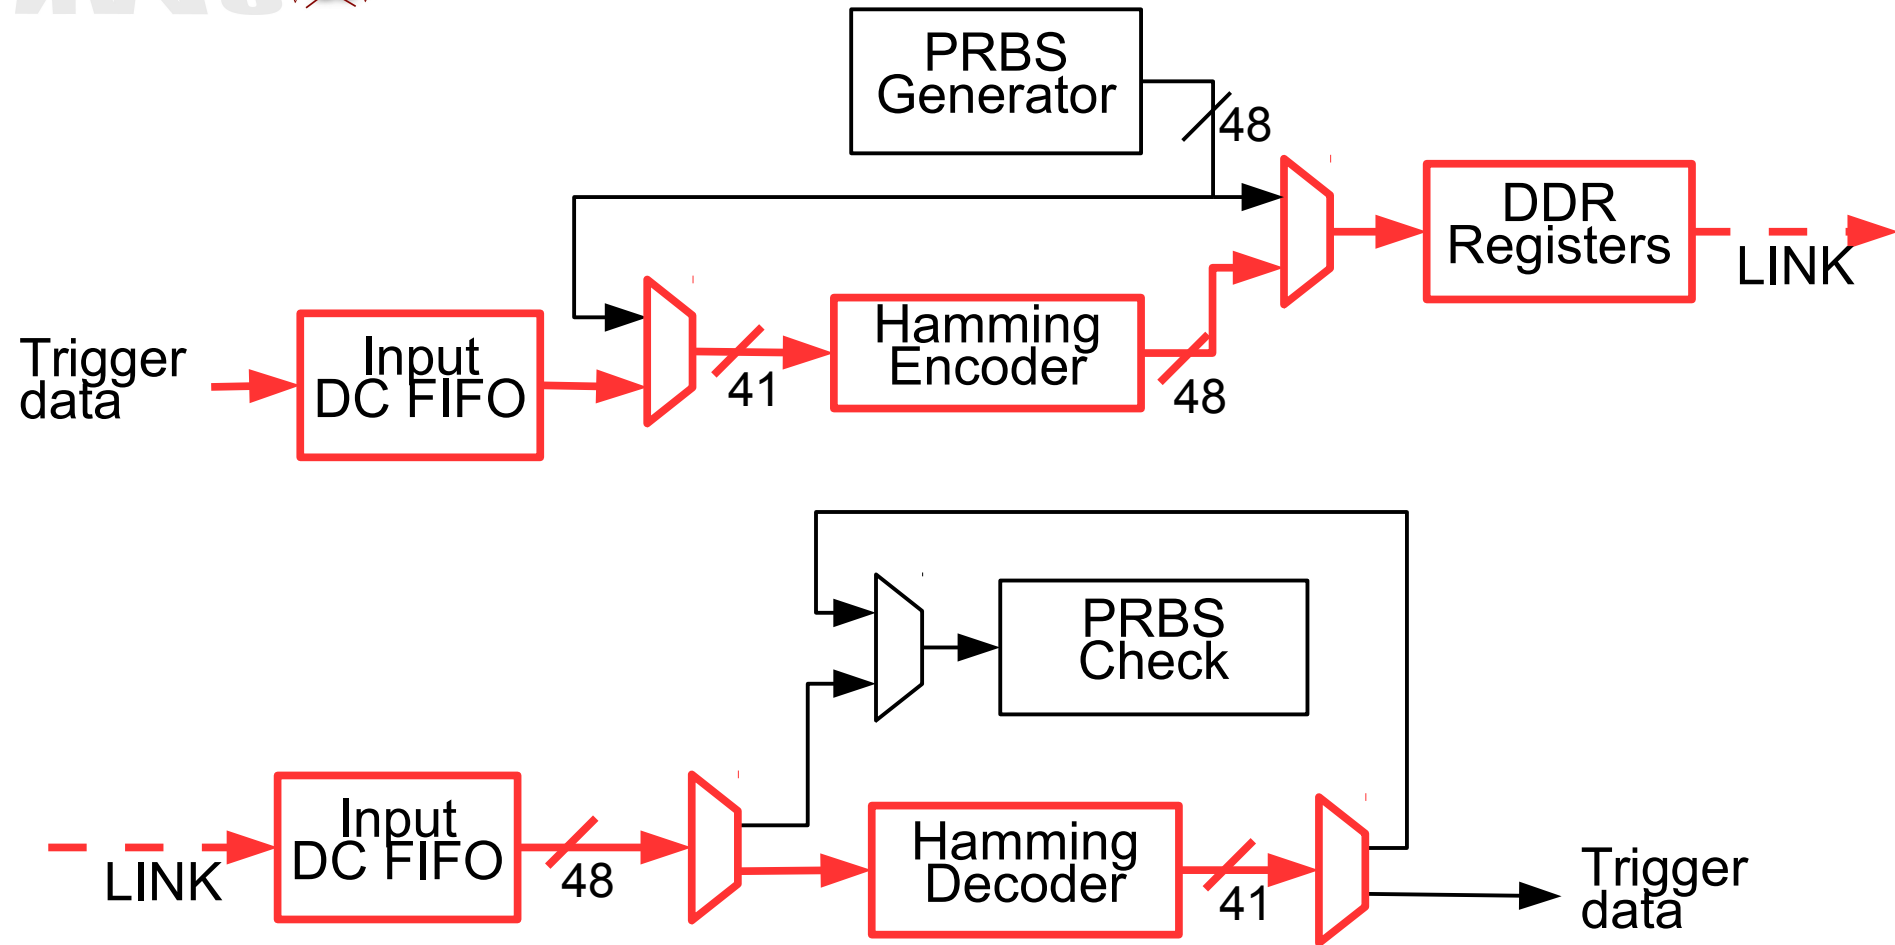 PRBS
Generator
48
DDR
Registers
LINK
Trigger
data
Input
DC FIFO
41
Hamming
Encoder
48
PRBS
Check
LINK
Input
DC FIFO
48
Hamming
Decoder
41
Trigger
data